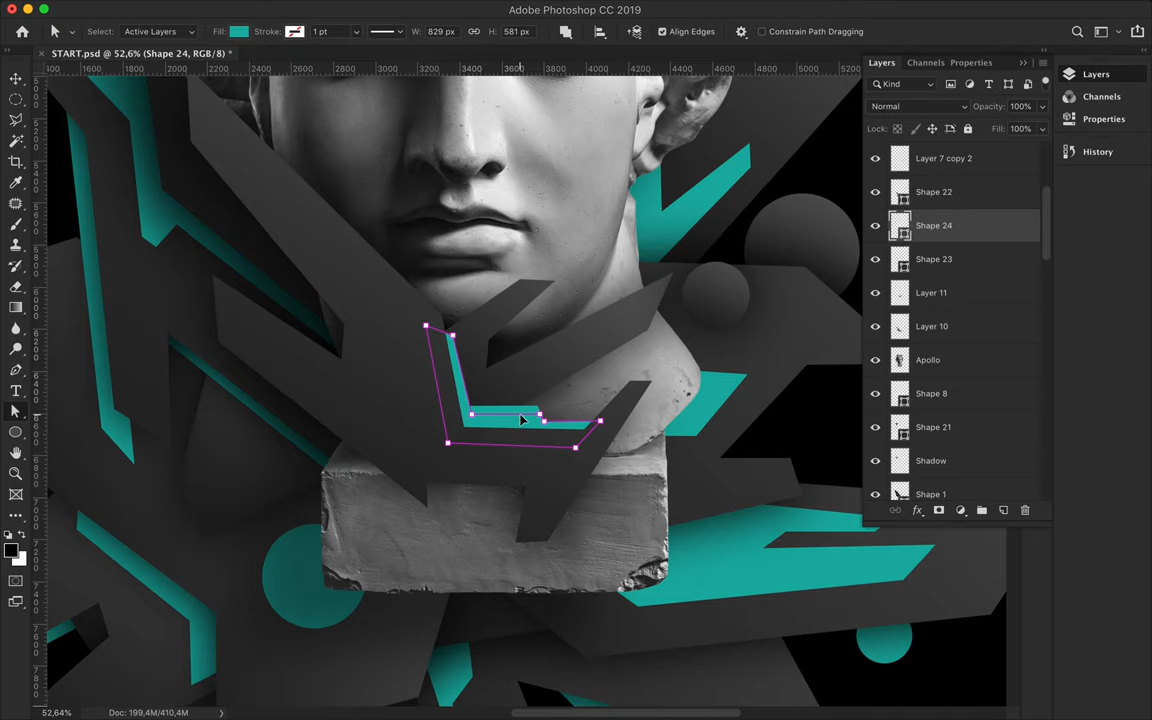 Adobe Photoshop CC 2019
Select: Active Layers Fill: Stroke: 1 pt W: 829 px H: 581 px Align Edges Constrain Path Dragging
START.psd @ 52,6% (Shape 24, RGB/8) *
100 1600 1800 2000 2200 2400 2600 2800 3000 3200 3400 3600 3800 4000 4200 4400 4600 4800 5000 5200
Layers Channels Properties
Kind
Normal Opacity: 100%
Lock: Fill: 100%
Layer 7 copy 2
Shape 22
Shape 24
Shape 23
Layer 11
Layer 10
Apollo
Shape 8
Shape 21
Shadow
Shape 1
fx
Layers
Channels
Properties
History
52,64% Doc: 199,4M/410,4M